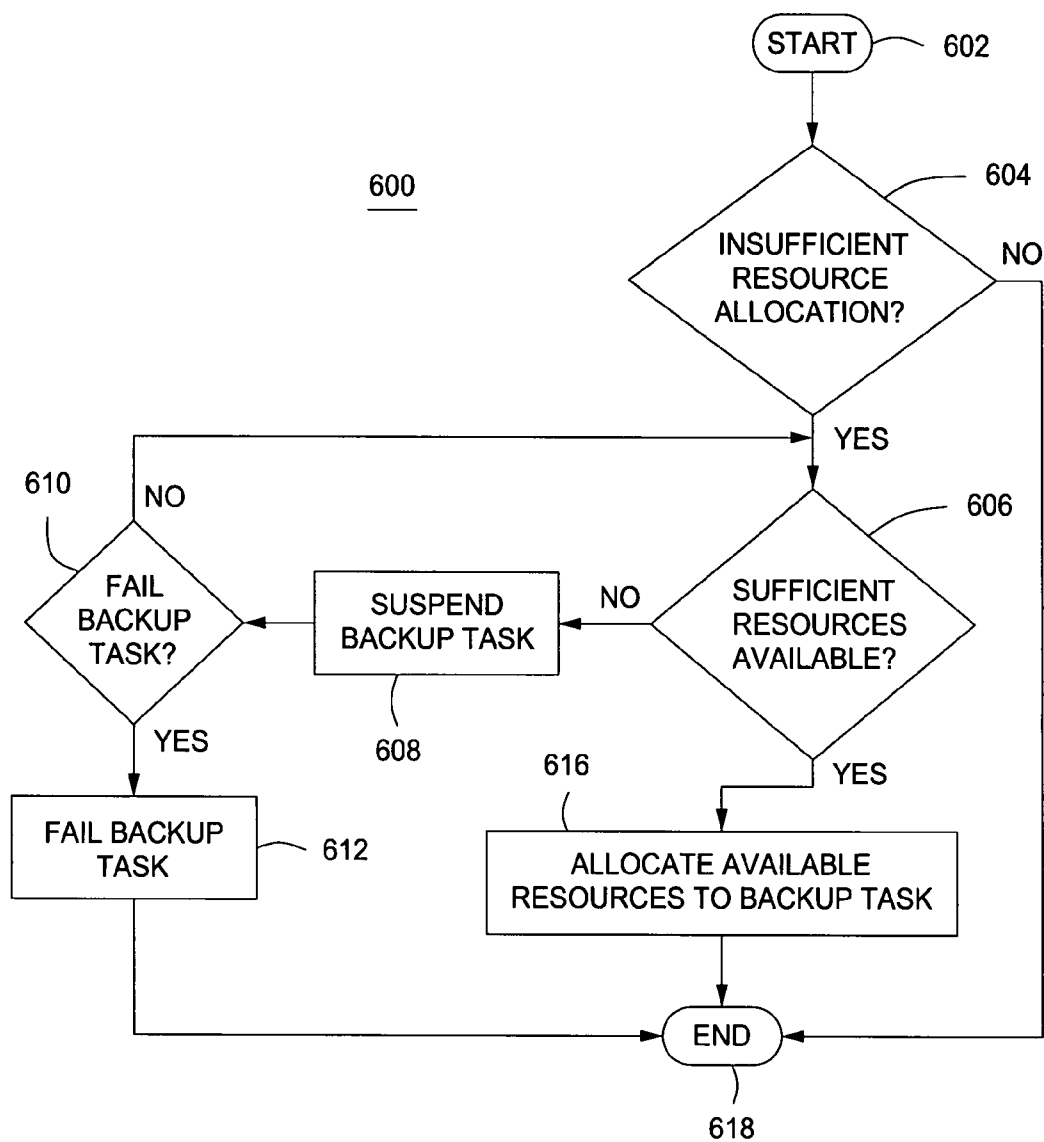 START
602
600
604
INSUFFICIENT
RESOURCE
ALLOCATION?
NO
YES
610
NO
606
FAIL
BACKUP
TASK?
SUSPEND
BACKUP TASK
NO
SUFFICIENT
RESOURCES
AVAILABLE?
608
YES
616
YES
FAIL BACKUP
TASK
612
ALLOCATE AVAILABLE
RESOURCES TO BACKUP TASK
END
618